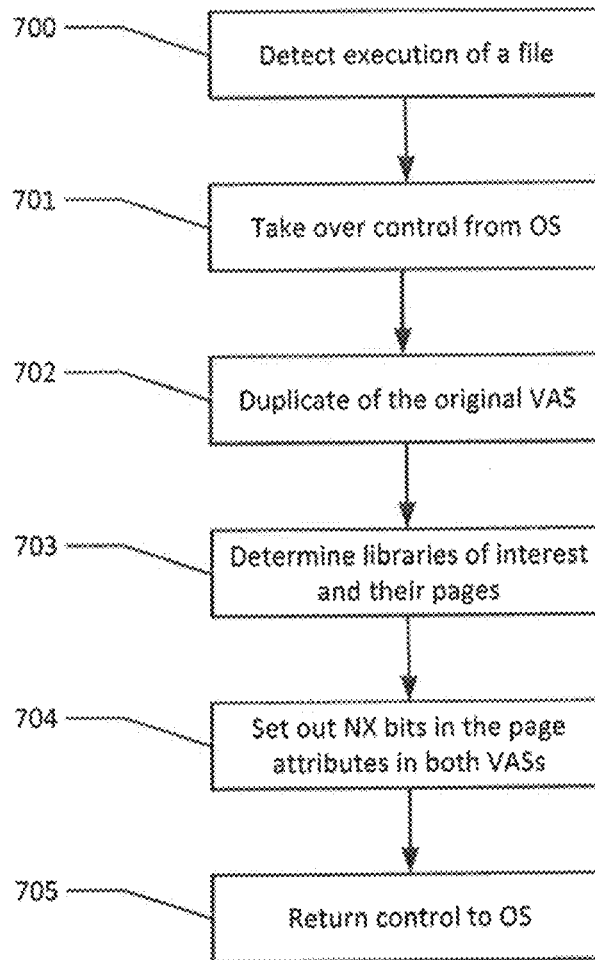 700
Detect execution of a file
701
Take over control from OS
702
Duplicate of the original VAS
703
Determine libraries of interest
and their pages
704
Set out NX bits in the page
attributes in both VASs
705
Return control to OS